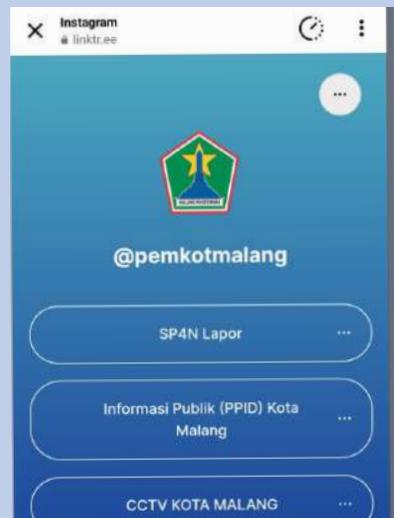 Instagram
linktr.ee
@pemkotmalang
SP4N Lapor
Informasi Publik (PPID) Kota
Malang
CCTV KOTA MALANG